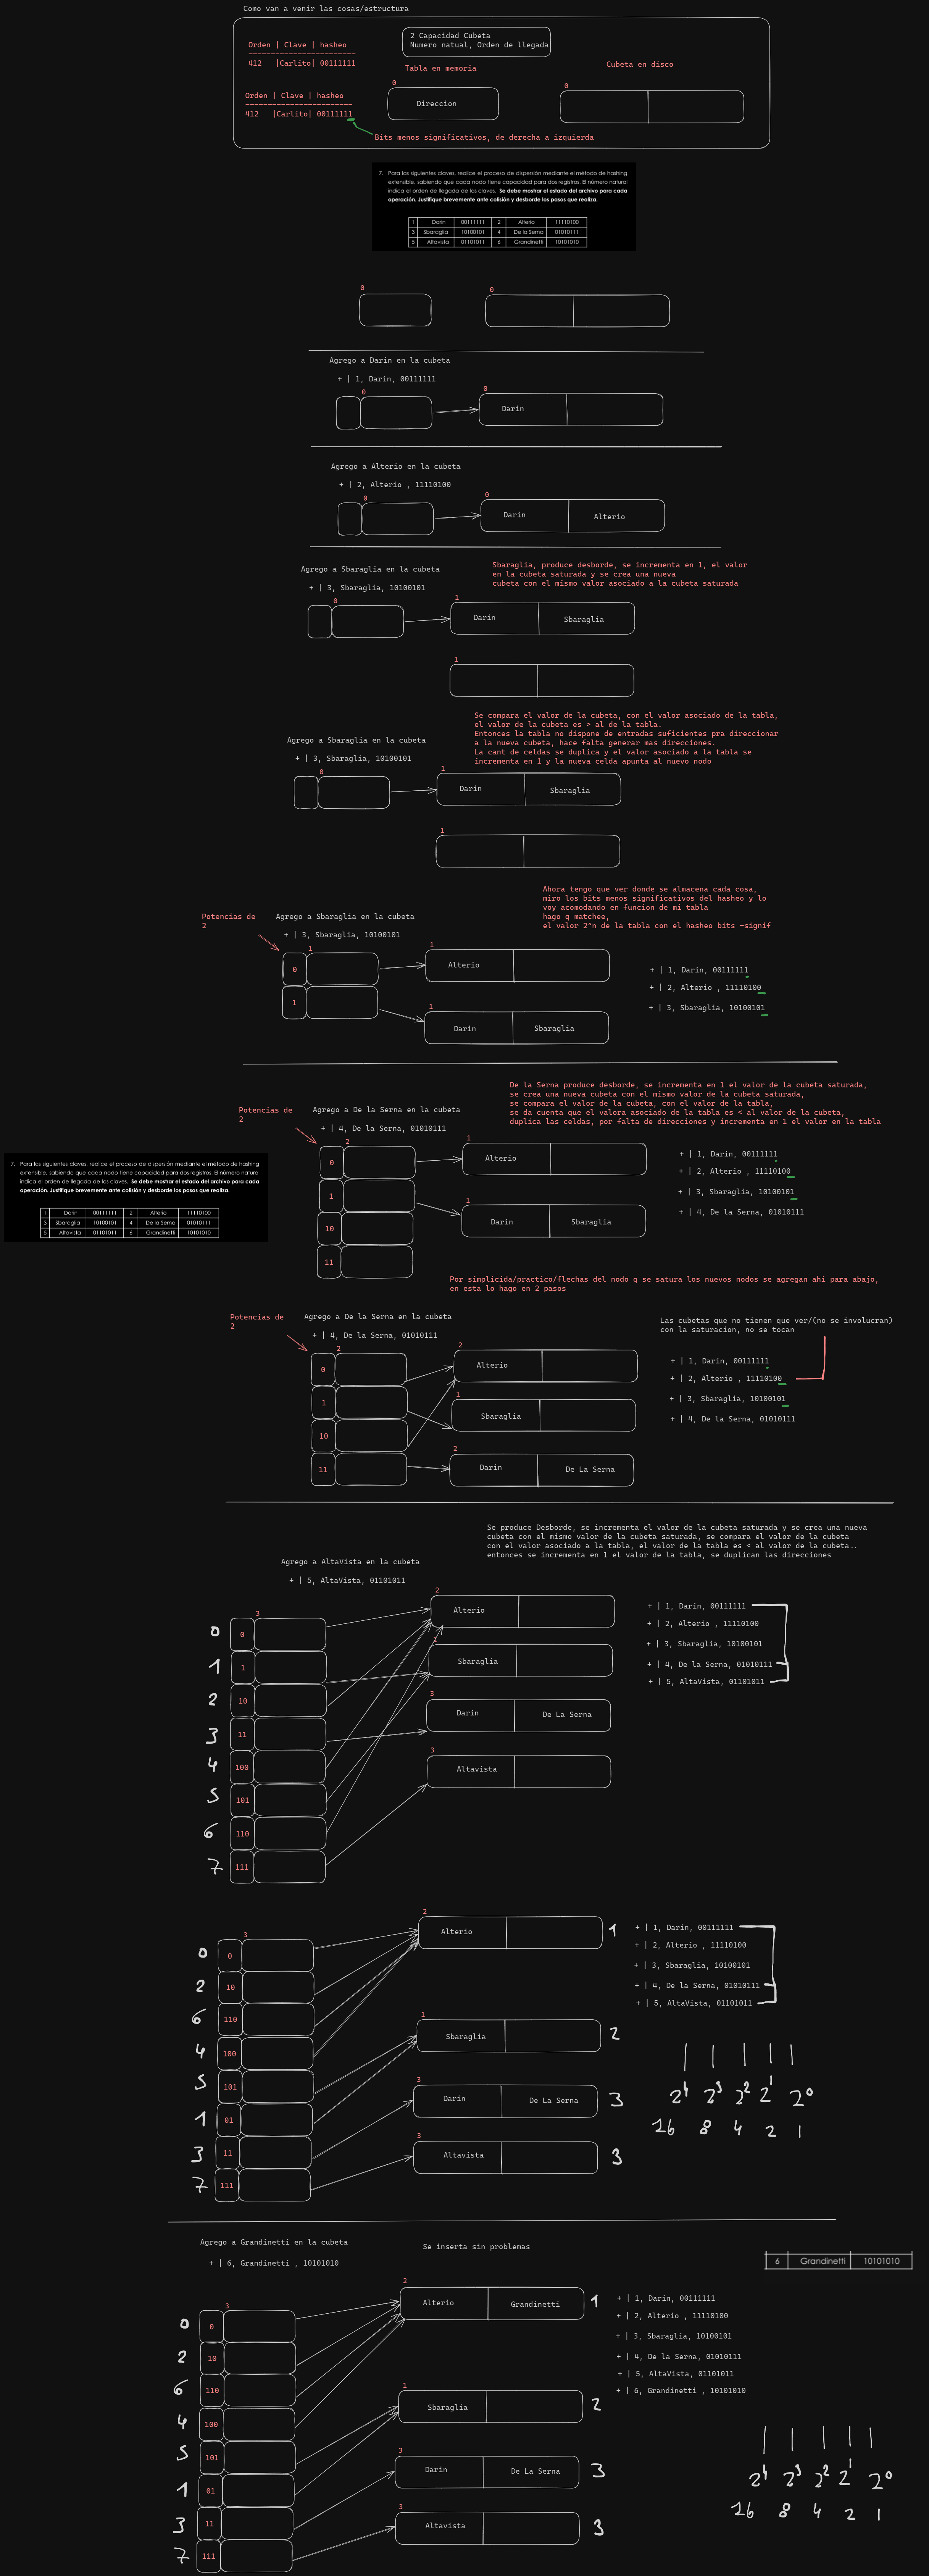 Como van a venir las cosas/estructura
2 Capacidad Cubeta
Numero natual, Orden de llegada
Orden | Clave | hasheo
------------------------
412 |Carlito| 00111111
Tabla en memoria
Cubeta en disco
0
0
Direccion
Orden | Clave | hasheo
------------------------
412 |Carlito| 00111111
Bits menos significativos, de derecha a izquierda
7. Para las siguientes claves, realice el proceso de dispersión mediante el método de hashing
extensible, sabiendo que cada nodo tiene capacidad para dos registros. El número natural
indica el orden de llegada de las claves. Se debe mostrar el estado del archivo para cada
operación. Justifique brevemente ante colisión y desborde los pasos que realiza.
1 Darin 00111111 2 Alterio 11110100
3 Sbaraglia 10100101 4 De la Serna 01010111
5 Altavista 01101011 6 Grandinetti 10101010
0
0
Agrego a Darin en la cubeta
+ | 1, Darin, 00111111
0
0
Darin
Agrego a Alterio en la cubeta
+ | 2, Alterio , 11110100
0
0
Darin
Alterio
Agrego a Sbaraglia en la cubeta
+ | 3, Sbaraglia, 10100101
Sbaraglia, produce desborde, se incrementa en 1, el valor
en la cubeta saturada y se crea una nueva
cubeta con el mismo valor asociado a la cubeta saturada
0
1
Darin
Sbaraglia
1
Se compara el valor de la cubeta, con el valor asociado de la tabla,
el valor de la cubeta es > al de la tabla.
Entonces la tabla no dispone de entradas suficientes pra direccionar
a la nueva cubeta, hace falta generar mas direcciones.
La cant de celdas se duplica y el valor asociado a la tabla se
incrementa en 1 y la nueva celda apunta al nuevo nodo
Agrego a Sbaraglia en la cubeta
+ | 3, Sbaraglia, 10100101
0
1
Darin
Sbaraglia
1
Ahora tengo que ver donde se almacena cada cosa,
miro los bits menos significativos del hasheo y lo
voy acomodando en funcion de mi tabla
hago q matchee,
el valor 2^n de la tabla con el hasheo bits -signif
Potencias de
2
Agrego a Sbaraglia en la cubeta
+ | 3, Sbaraglia, 10100101
1
0
1
1
Alterio
1
Darin
Sbaraglia
+ | 1, Darin, 00111111
+ | 2, Alterio , 11110100
+ | 3, Sbaraglia, 10100101
De la Serna produce desborde, se incrementa en 1 el valor de la cubeta saturada,
se crea una nueva cubeta con el mismo valor de la cubeta saturada,
se compara el valor de la cubeta, con el valor de la tabla,
se da cuenta que el valora asociado de la tabla es < al valor de la cubeta,
duplica las celdas, por falta de direcciones y incrementa en 1 el valor en la tabla
Potencias de
2
Agrego a De la Serna en la cubeta
+ | 4, De la Serna, 01010111
2
0
1
10
11
1
Alterio
1
Darin
Sbaraglia
+ | 1, Darin, 00111111
+ | 2, Alterio , 11110100
+ | 3, Sbaraglia, 10100101
+ | 4, De la Serna, 01010111
7. Para las siguientes claves, realice el proceso de dispersión mediante el método de hashing
extensible, sabiendo que cada nodo tiene capacidad para dos registros. El número natural
indica el orden de llegada de las claves. Se debe mostrar el estado del archivo para cada
operación. Justifique brevemente ante colisión y desborde los pasos que realiza.
1 Darin 00111111 2 Alterio 11110100
3 Sbaraglia 10100101 4 De la Serna 01010111
5 Altavista 01101011 6 Grandinetti 10101010
Por simplicida/practico/flechas del nodo q se satura los nuevos nodos se agregan ahi para abajo,
en esta lo hago en 2 pasos
Potencias de
2
Agrego a De la Serna en la cubeta
+ | 4, De la Serna, 01010111
2
0
1
10
11
2
Alterio
1
Sbaraglia
2
Darin
De La Serna
Las cubetas que no tienen que ver/(no se involucran)
con la saturacion, no se tocan
+ | 1, Darin, 00111111
+ | 2, Alterio , 11110100
+ | 3, Sbaraglia, 10100101
+ | 4, De la Serna, 01010111
Se produce Desborde, se incrementa el valor de la cubeta saturada y se crea una nueva
cubeta con el mismo valor de la cubeta saturada, se compara el valor de la cubeta
con el valor asociado a la tabla, el valor de la tabla es < al valor de la cubeta..
entonces se incrementa en 1 el valor de la tabla, se duplican las direcciones
Agrego a AltaVista en la cubeta
+ | 5, AltaVista, 01101011
3
0 0
1 1
2 10
3 11
4 100
5 101
6 110
7 111
2
Alterio
1
Sbaraglia
3
Darin
De La Serna
3
Altavista
+ | 1, Darin, 00111111
+ | 2, Alterio , 11110100
+ | 3, Sbaraglia, 10100101
+ | 4, De la Serna, 01010111
+ | 5, AltaVista, 01101011
3
0 0
2 10
6 110
4 100
5 101
1 01
3 11
7 111
2
Alterio
1
1
Sbaraglia
2
3
Darin
De La Serna
3
3
Altavista
3
+ | 1, Darin, 00111111
+ | 2, Alterio , 11110100
+ | 3, Sbaraglia, 10100101
+ | 4, De la Serna, 01010111
+ | 5, AltaVista, 01101011
2^4 2^3 2^2 2^1 2^0
16 8 4 2 1
Agrego a Grandinetti en la cubeta
+ | 6, Grandinetti , 10101010
Se inserta sin problemas
6 Grandinetti 10101010
3
0 0
2 10
6 110
4 100
5 101
1 01
3 11
7 111
2
Alterio
Grandinetti
1
1
Sbaraglia
2
3
Darin
De La Serna
3
3
Altavista
3
+ | 1, Darin, 00111111
+ | 2, Alterio , 11110100
+ | 3, Sbaraglia, 10100101
+ | 4, De la Serna, 01010111
+ | 5, AltaVista, 01101011
+ | 6, Grandinetti , 10101010
2^4 2^3 2^2 2^1 2^0
16 8 4 2 1